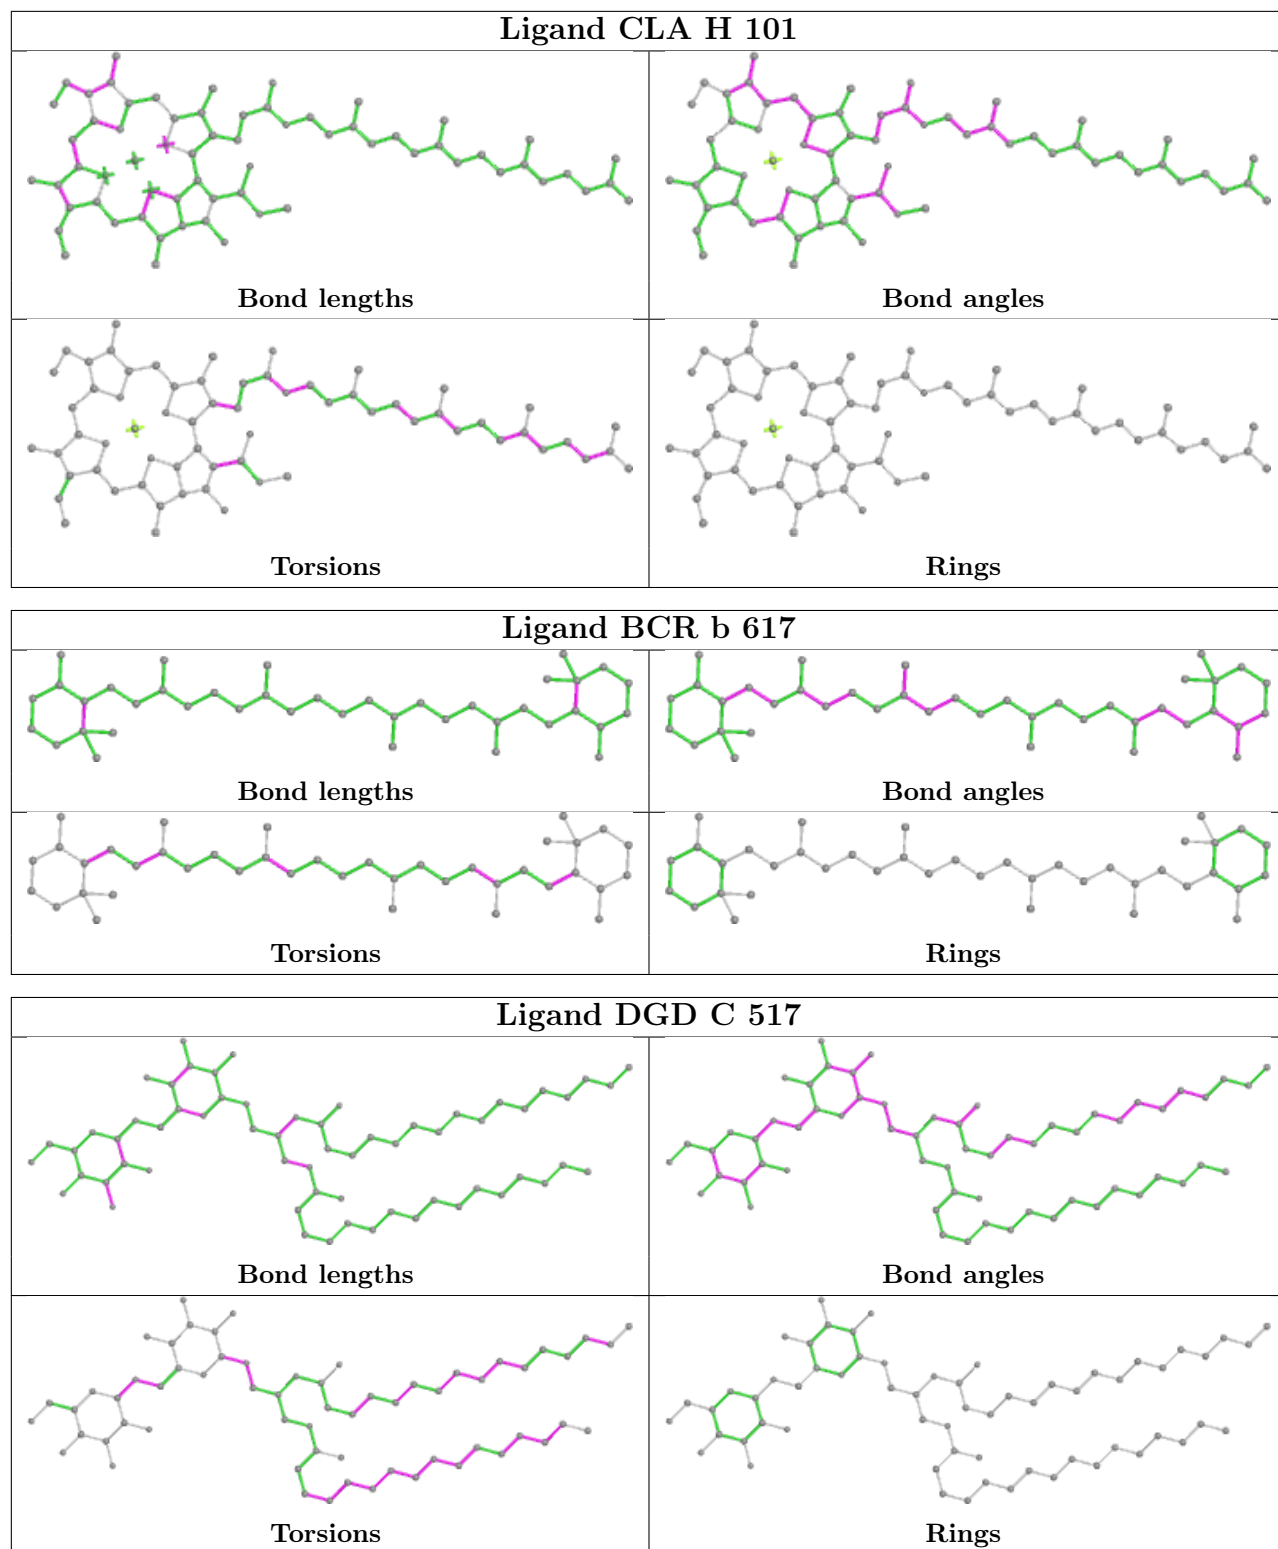 Ligand CLA H 101
Bond lengths
Bond angles
Torsions
Rings
Ligand BCR b 617
Bond lengths
Bond angles
Torsions
Rings
Ligand DGD C 517
Bond lengths
Bond angles
Torsions
Rings